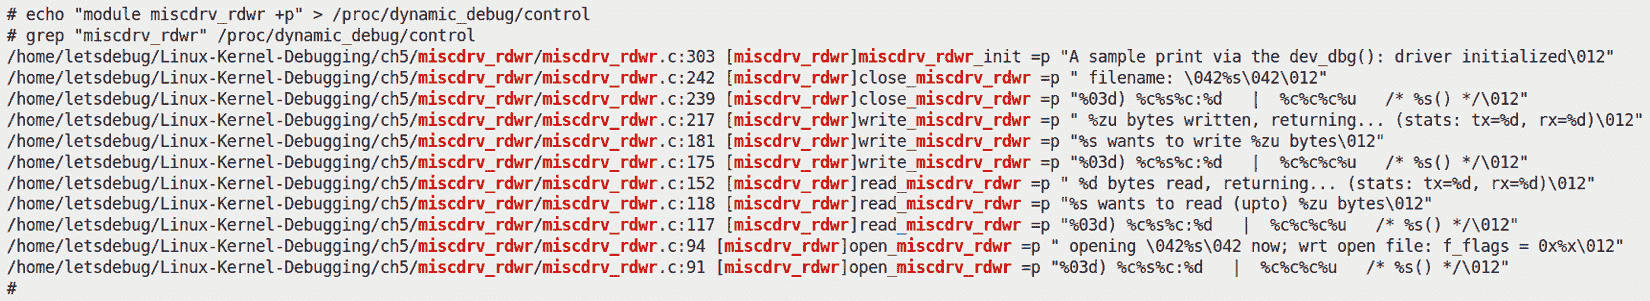 # echo "module miscdrv_rdwr +p" > /proc/dynamic_debug/control
# grep "miscdrv_rdwr" /proc/dynamic_debug/control
/home/letsdebug/Linux-Kernel-Debugging/ch5/miscdrv_rdwr/miscdrv_rdwr.c:303 [miscdrv_rdwr]miscdrv_rdwr_init =p "A sample print via the dev_dbg(): driver initialized\012"
/home/letsdebug/Linux-Kernel-Debugging/ch5/miscdrv_rdwr/miscdrv_rdwr.c:242 [miscdrv_rdwr]close_miscdrv_rdwr =p " filename: \042%s\042\012"
/home/letsdebug/Linux-Kernel-Debugging/ch5/miscdrv_rdwr/miscdrv_rdwr.c:239 [miscdrv_rdwr]close_miscdrv_rdwr =p "%03d) %c%s%c:%d   |  %c%c%c%u   /* %s() */\012"
/home/letsdebug/Linux-Kernel-Debugging/ch5/miscdrv_rdwr/miscdrv_rdwr.c:217 [miscdrv_rdwr]write_miscdrv_rdwr =p " %zu bytes written, returning... (stats: tx=%d, rx=%d)\012"
/home/letsdebug/Linux-Kernel-Debugging/ch5/miscdrv_rdwr/miscdrv_rdwr.c:181 [miscdrv_rdwr]write_miscdrv_rdwr =p "%s wants to write %zu bytes\012"
/home/letsdebug/Linux-Kernel-Debugging/ch5/miscdrv_rdwr/miscdrv_rdwr.c:175 [miscdrv_rdwr]write_miscdrv_rdwr =p "%03d) %c%s%c:%d   |  %c%c%c%u   /* %s() */\012"
/home/letsdebug/Linux-Kernel-Debugging/ch5/miscdrv_rdwr/miscdrv_rdwr.c:152 [miscdrv_rdwr]read_miscdrv_rdwr =p " %d bytes read, returning... (stats: tx=%d, rx=%d)\012"
/home/letsdebug/Linux-Kernel-Debugging/ch5/miscdrv_rdwr/miscdrv_rdwr.c:118 [miscdrv_rdwr]read_miscdrv_rdwr =p "%s wants to read (upto) %zu bytes\012"
/home/letsdebug/Linux-Kernel-Debugging/ch5/miscdrv_rdwr/miscdrv_rdwr.c:117 [miscdrv_rdwr]read_miscdrv_rdwr =p "%03d) %c%s%c:%d   |  %c%c%c%u   /* %s() */\012"
/home/letsdebug/Linux-Kernel-Debugging/ch5/miscdrv_rdwr/miscdrv_rdwr.c:94 [miscdrv_rdwr]open_miscdrv_rdwr =p " opening \042%s\042 now; wrt open file: f_flags = 0x%x\012"
/home/letsdebug/Linux-Kernel-Debugging/ch5/miscdrv_rdwr/miscdrv_rdwr.c:91 [miscdrv_rdwr]open_miscdrv_rdwr =p "%03d) %c%s%c:%d   |  %c%c%c%u   /* %s() */\012"
#